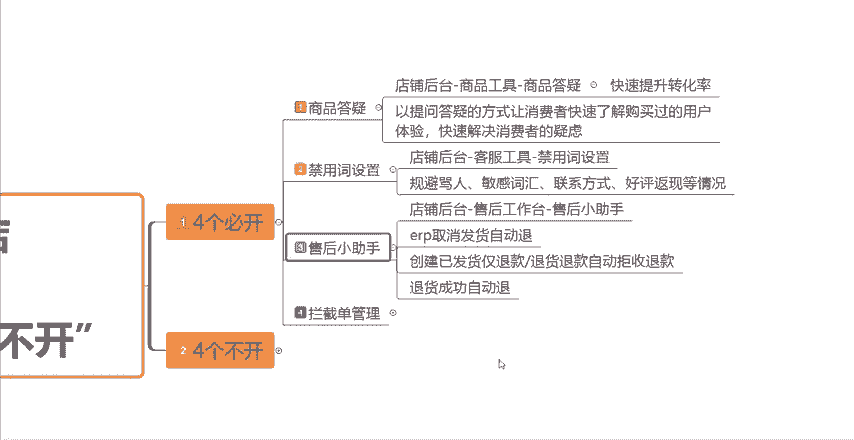 不开”
1 4个必开
1 商品答疑
店铺后台-商品工具-商品答疑
快速提升转化率
以提问答疑的方式让消费者快速了解购买过的用户
体验，快速解决消费者的疑虑
2 禁用词设置
店铺后台-客服工具-禁用词设置
规避骂人、敏感词汇、联系方式、好评返现等情况
3 售后小助手
店铺后台-售后工作台-售后小助手
erp取消发货自动退
创建已发货仅退款/退货退款自动拒收退款
退货成功自动退
4 拦截单管理
2 4个不开